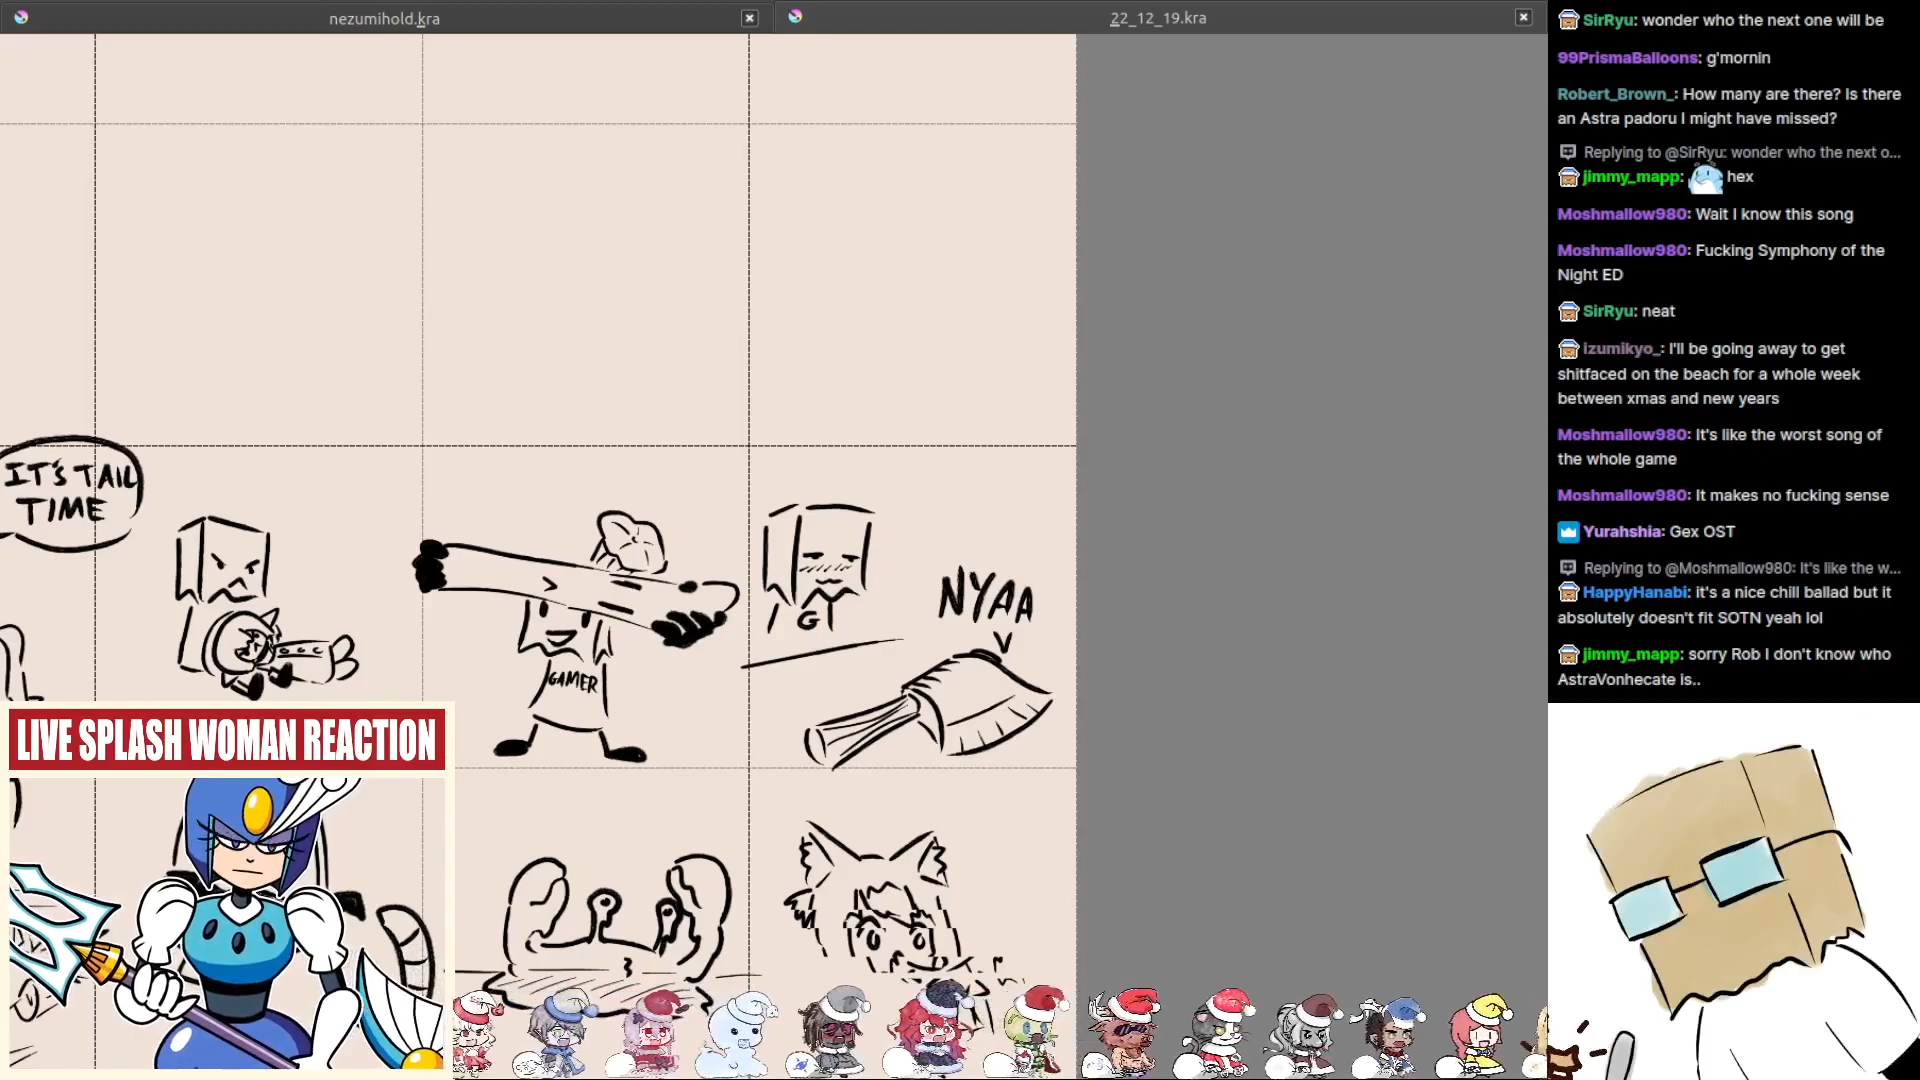 nezumihold.kra
22_12_19.kra
IT'S TAIL
TIME
GAMER
GI
NYAA
LIVE SPLASH WOMAN REACTION
SirRyu: wonder who the next one will be
99PrismaBalloons: g'mornin
Robert_Brown_: How many are there? Is there
an Astra padoru I might have missed?
Replying to @SirRyu: wonder who the next o...
jimmy_mapp: hex
Moshmallow980: Wait I know this song
Moshmallow980: Fucking Symphony of the
Night ED
SirRyu: neat
izumikyo_: I'll be going away to get
shitfaced on the beach for a whole week
between xmas and new years
Moshmallow980: It's like the worst song of
the whole game
Moshmallow980: It makes no fucking sense
Yurahshia: Gex OST
Replying to @Moshmallow980: It's like the w...
HappyHanabi: it's a nice chill ballad but it
absolutely doesn't fit SOTN yeah lol
jimmy_mapp: sorry Rob I don't know who
AstraVonhecate is..